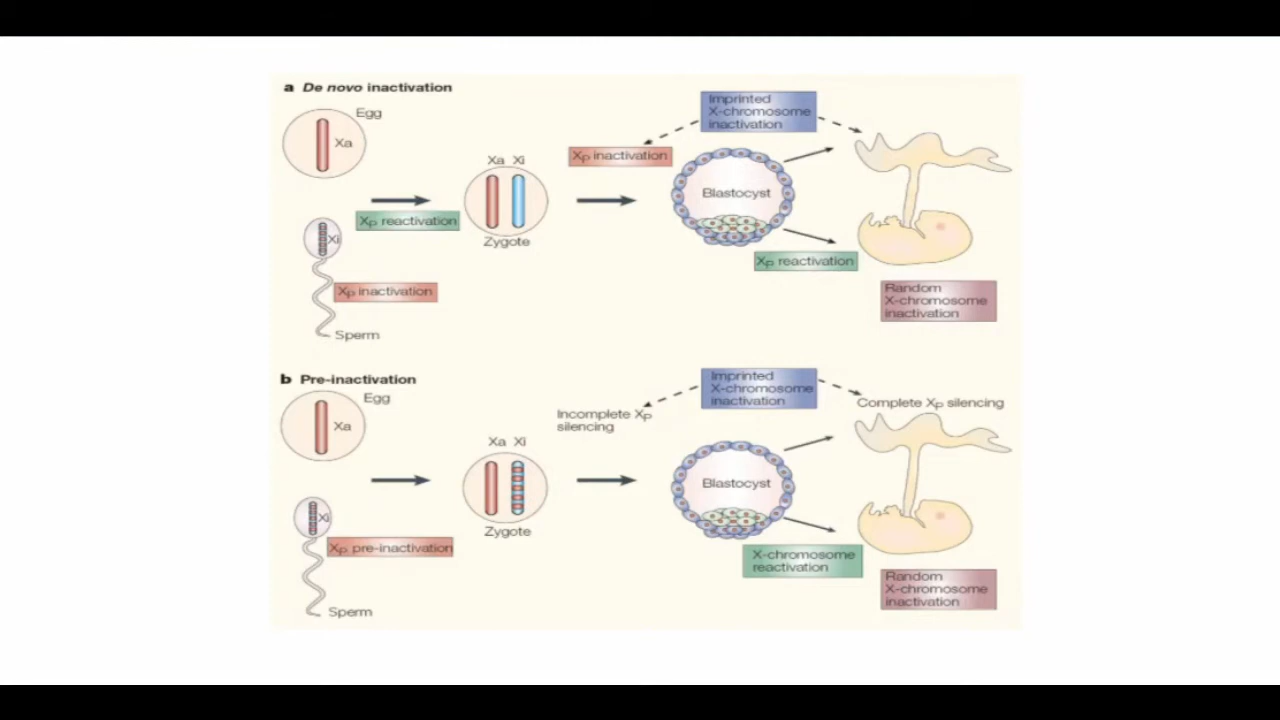 a De novo inactivation
Egg
Xa
Xi
Sperm
Xp inactivation
Xp reactivation
Xa Xi
Zygote
Xp inactivation
Imprinted
X-chromosome
inactivation
Blastocyst
Xp reactivation
Random
X-chromosome
inactivation
b Pre-inactivation
Egg
Xa
Xi
Sperm
Xp pre-inactivation
Xa Xi
Zygote
Incomplete Xp
silencing
Imprinted
X-chromosome
inactivation
Complete Xp silencing
Blastocyst
X-chromosome
reactivation
Random
X-chromosome
inactivation